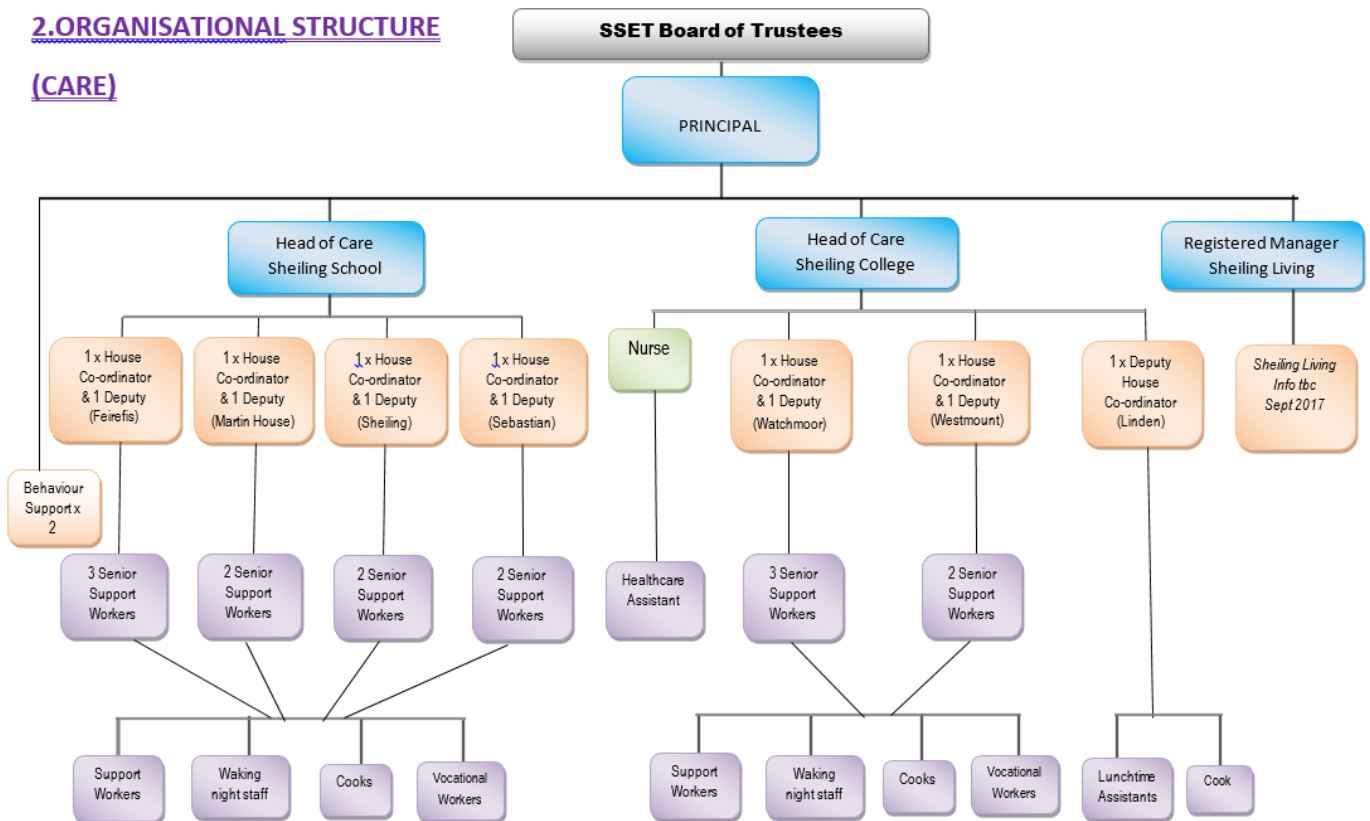 2.ORGANISATIONAL STRUCTURE
(CARE)
SSET Board of Trustees
PRINCIPAL
Head of Care
Sheiling School
Head of Care
Sheiling College
Registered Manager
Sheiling Living
1 x House
Co-ordinator
& 1 Deputy
(Feirefis)
1 x House
Co-ordinator
& 1 Deputy
(Martin House)
1 x House
Co-ordinator
& 1 Deputy
(Sheiling)
1 x House
Co-ordinator
& 1 Deputy
(Sebastian)
Nurse
1 x House
Co-ordinator
& 1 Deputy
(Watchmoor)
1 x House
Co-ordinator
& 1 Deputy
(Westmount)
1 x Deputy
House
Co-ordinator
(Linden)
Sheiling Living
Info tbc
Sept 2017
Behaviour
Support x
2
3 Senior
Support
Workers
2 Senior
Support
Workers
2 Senior
Support
Workers
2 Senior
Support
Workers
Healthcare
Assistant
3 Senior
Support
Workers
2 Senior
Support
Workers
Support
Workers
Waking
night staff
Cooks
Vocational
Workers
Support
Workers
Waking
night staff
Cooks
Vocational
Workers
Lunchtime
Assistants
Cook